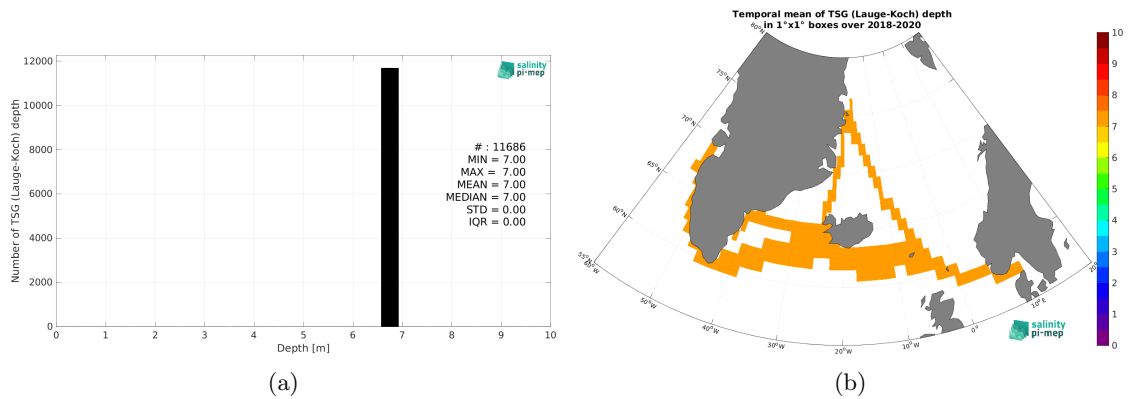 12000
10000
8000
6000
4000
2000
0
Number of TSG (Lauge-Koch) depth
0 1 2 3 4 5 6 7 8 9 10
Depth [m]
salinity
pi-mep
# : 11686
MIN = 7.00
MAX = 7.00
MEAN = 7.00
MEDIAN = 7.00
STD = 0.00
IQR = 0.00
(a)
Temporal mean of TSG (Lauge-Koch) depth
in 1°x1° boxes over 2018-2020
80°N
75°N
70°N
65°N
60°N
55°N
60°W
50°W
40°W
30°W
20°W
10°W
0°
10°E
salinity
pi-mep
10
9
8
7
6
5
4
3
2
1
0
(b)